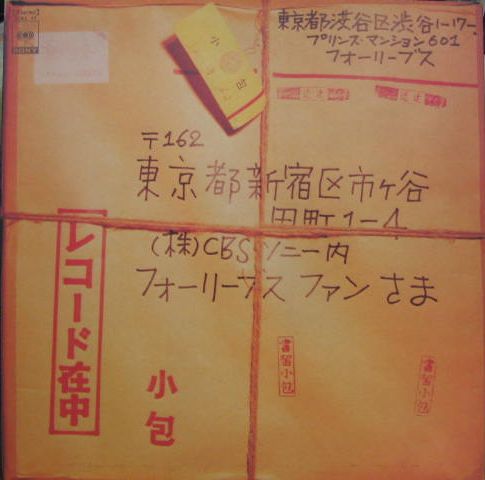 SONY
小包
東京都渋谷区渋谷1-17-
プリンス・マンション601
フォーリーブス
〒162
東京都新宿区市ヶ谷
田町1-4
(株)CBSソニー内
フォーリーブス ファン さま
レコード在中
小包
書留小包
書留小包